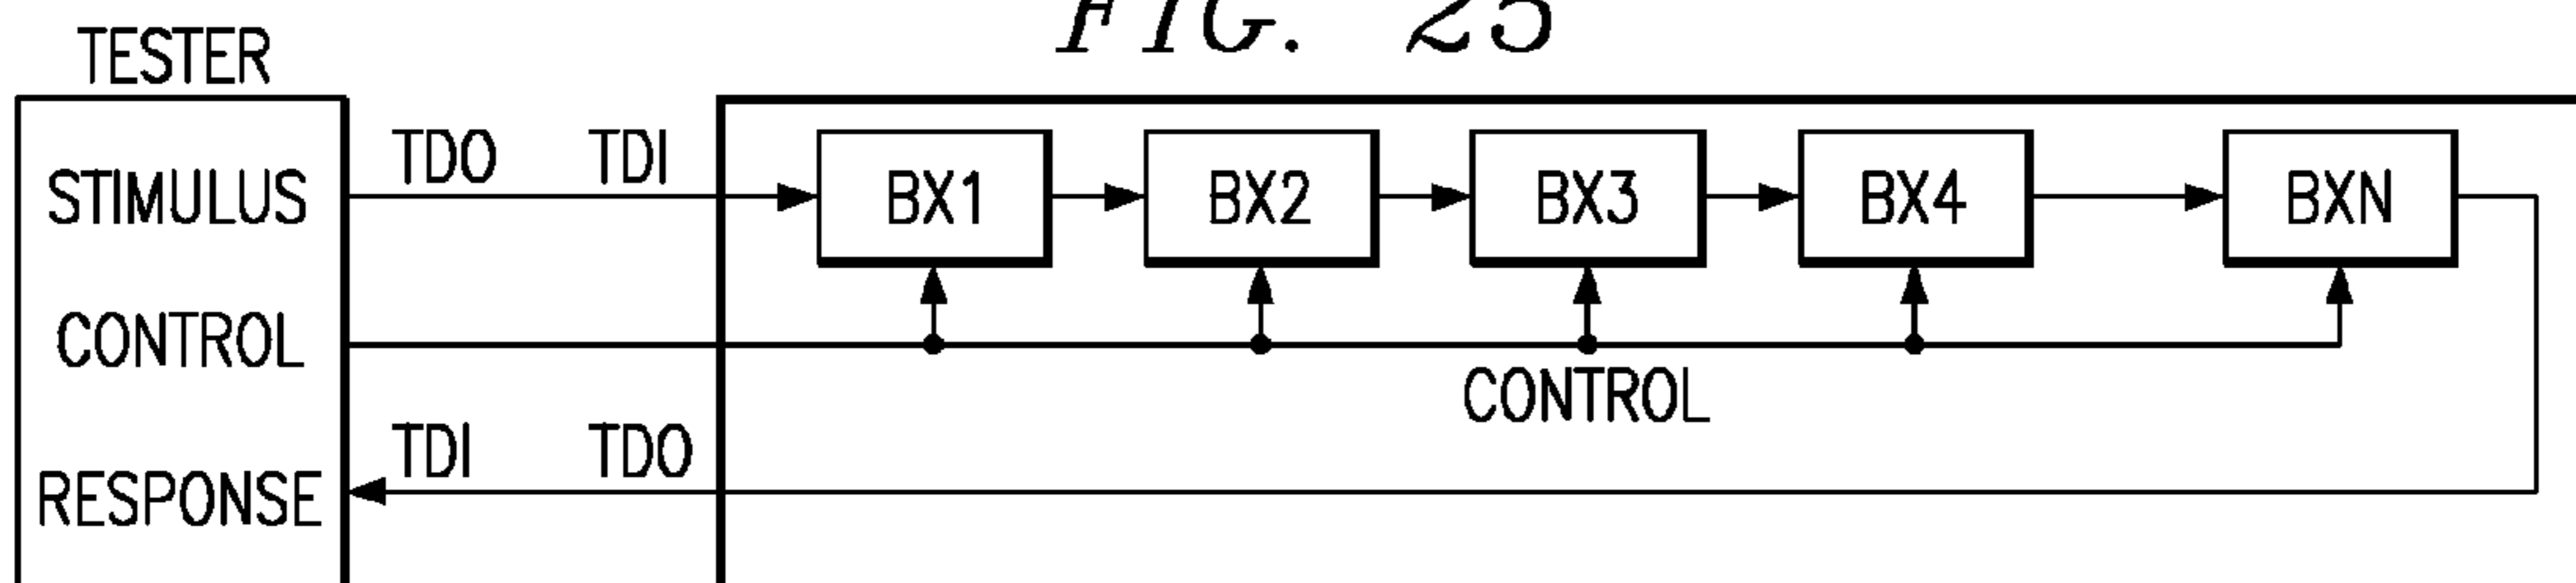 FIG. 25
TESTER
TDO TDI
STIMULUS
BX1 BX2 BX3 BX4 BXN
CONTROL
CONTROL
TDI TDO
RESPONSE